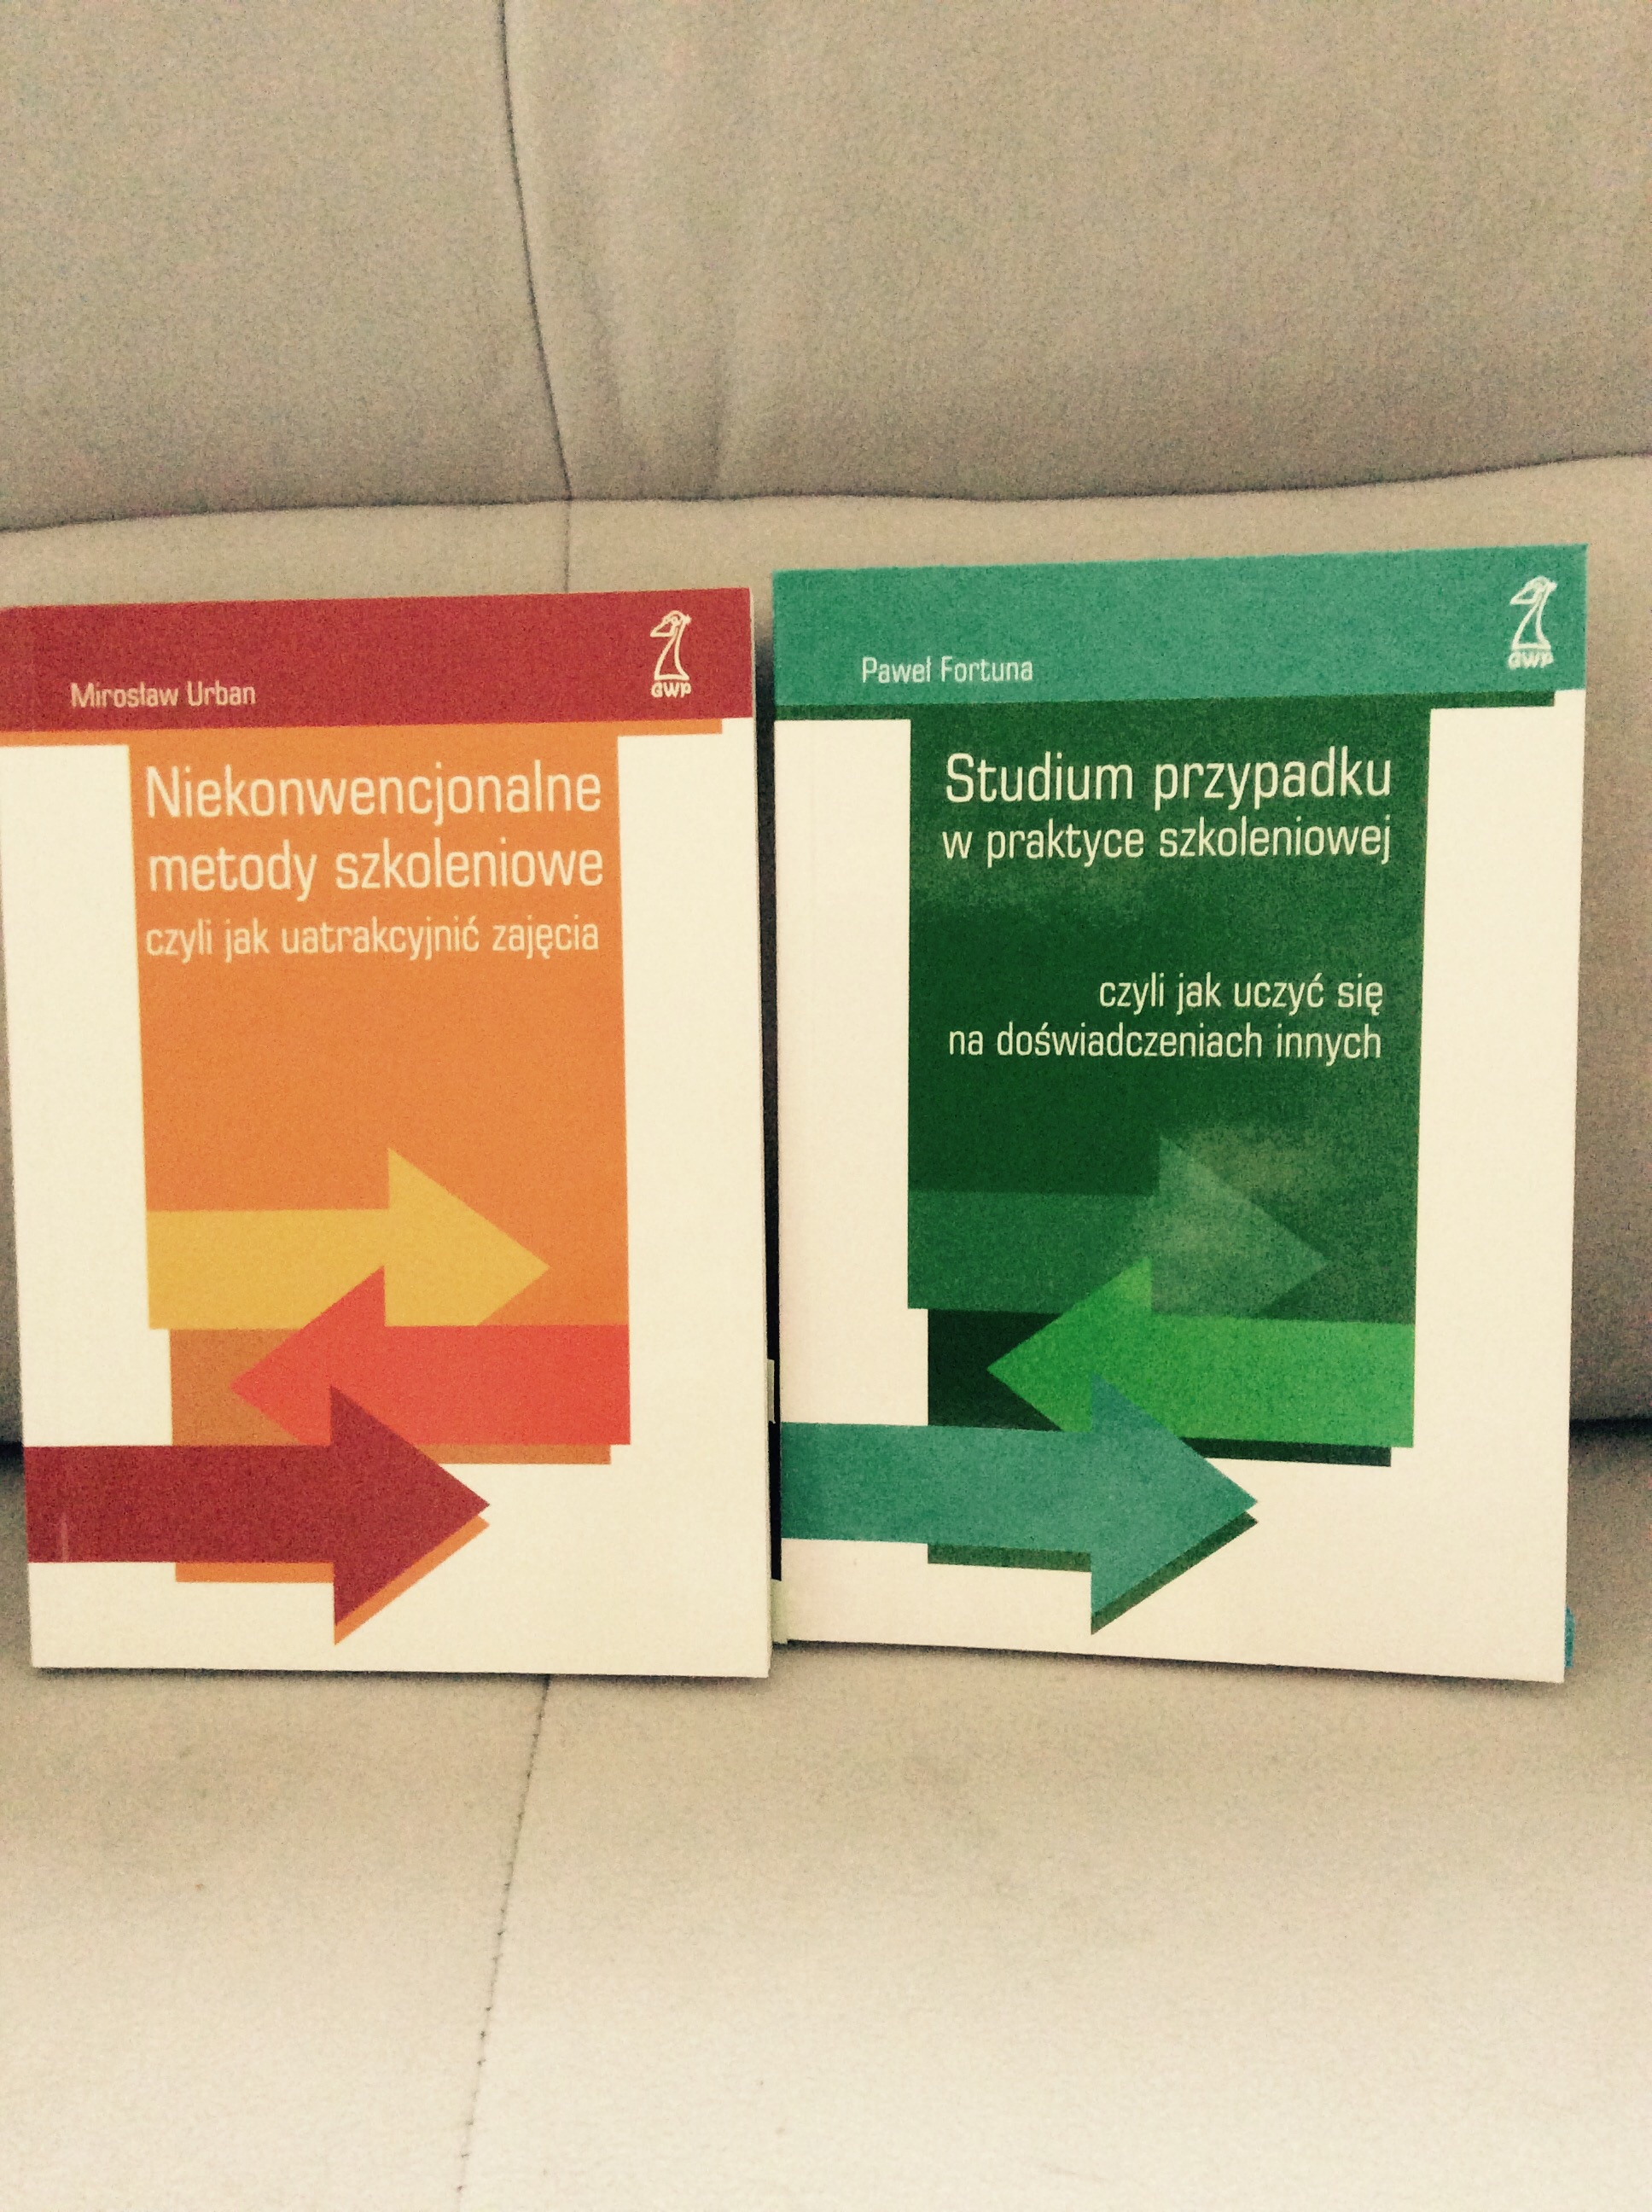 Mirosław Urban
GWP
Niekonwencjonalne
metody szkoleniowe
czyli jak uatrakcyjnić zajęcia
Paweł Fortuna
GWP
Studium przypadku
w praktyce szkoleniowej
czyli jak uczyć się
na doświadczeniach innych